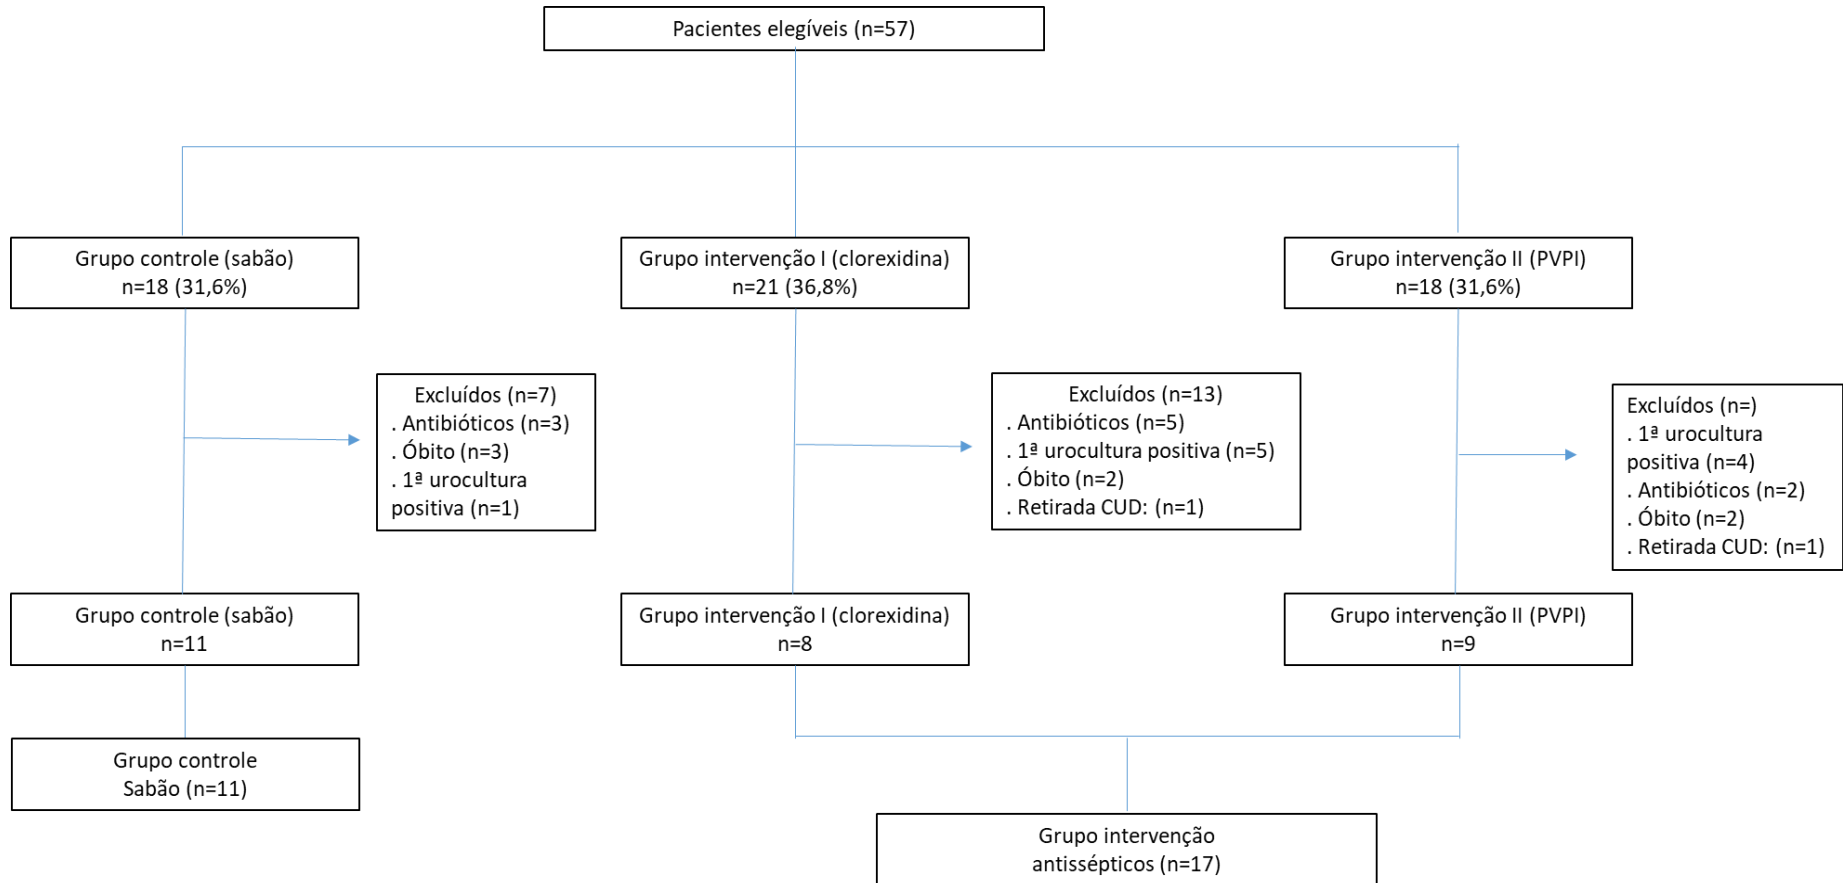 Pacientes elegíveis (n=57)
Grupo controle (sabão)
n=18 (31,6%)
Grupo intervenção I (clorexidina)
n=21 (36,8%)
Grupo intervenção II (PVPI)
n=18 (31,6%)
Excluídos (n=7)
. Antibióticos (n=3)
. Óbito (n=3)
. 1ª urocultura
positiva (n=1)
Excluídos (n=13)
. Antibióticos (n=5)
. 1ª urocultura positiva (n=5)
. Óbito (n=2)
. Retirada CUD: (n=1)
Excluídos (n=)
. 1ª urocultura
positiva (n=4)
. Antibióticos (n=2)
. Óbito (n=2)
. Retirada CUD: (n=1)
Grupo controle (sabão)
n=11
Grupo intervenção I (clorexidina)
n=8
Grupo intervenção II (PVPI)
n=9
Grupo controle
Sabão (n=11)
Grupo intervenção
antissépticos (n=17)